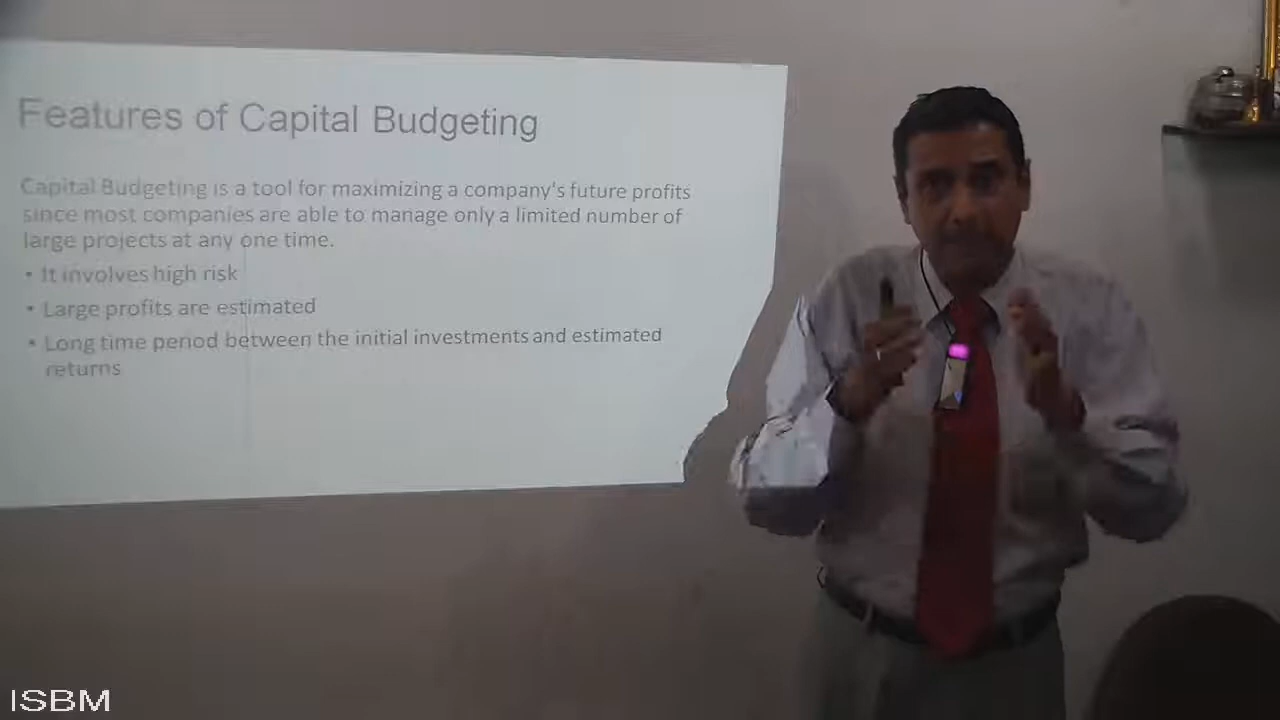 Features of Capital Budgeting
Capital Budgeting is a tool for maximizing a company's future profits
since most companies are able to manage only a limited number of
large projects at any one time.
• It involves high risk
• Large profits are estimated
• Long time period between the initial investments and estimated
returns
ISBM